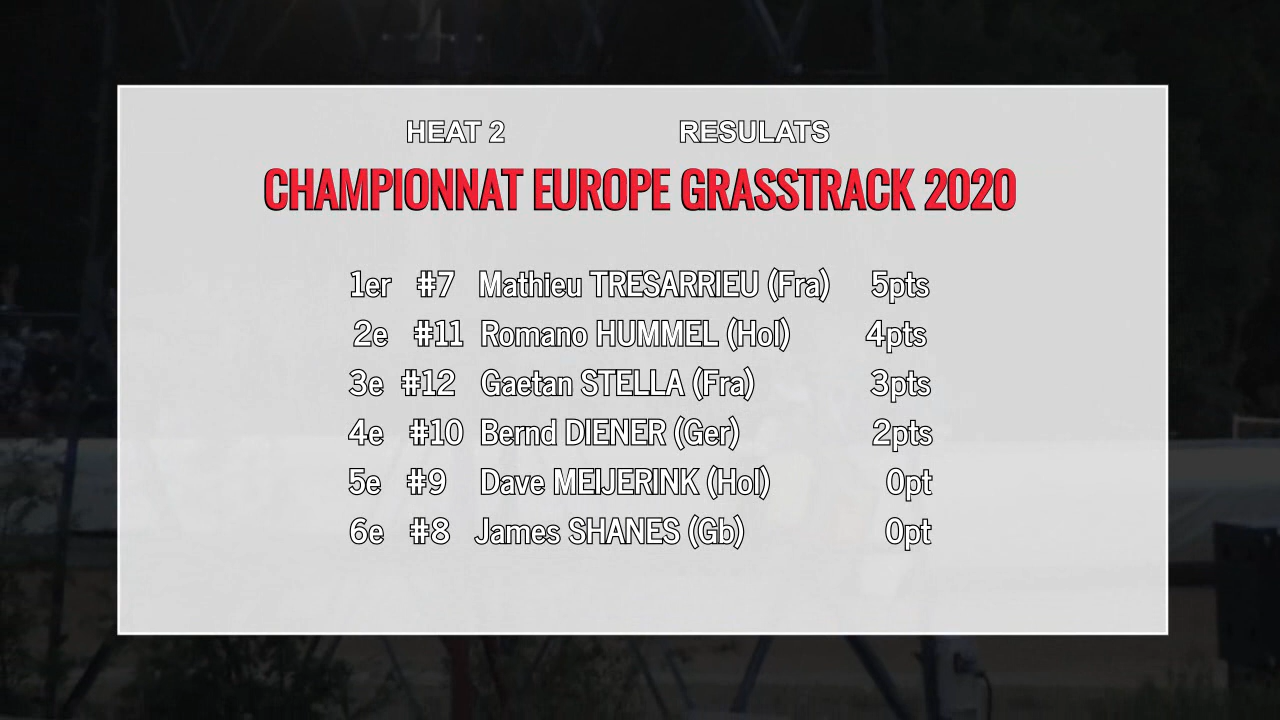 HEAT 2 RESULATS
CHAMPIONNAT EUROPE GRASSTRACK 2020
1er #7 Mathieu TRESARRIEU (Fra) 5pts
2e #11 Romano HUMMEL (Hol) 4pts
3e #12 Gaetan STELLA (Fra) 3pts
4e #10 Bernd DIENER (Ger) 2pts
5e #9 Dave MEIJERINK (Hol) 0pt
6e #8 James SHANES (Gb) 0pt